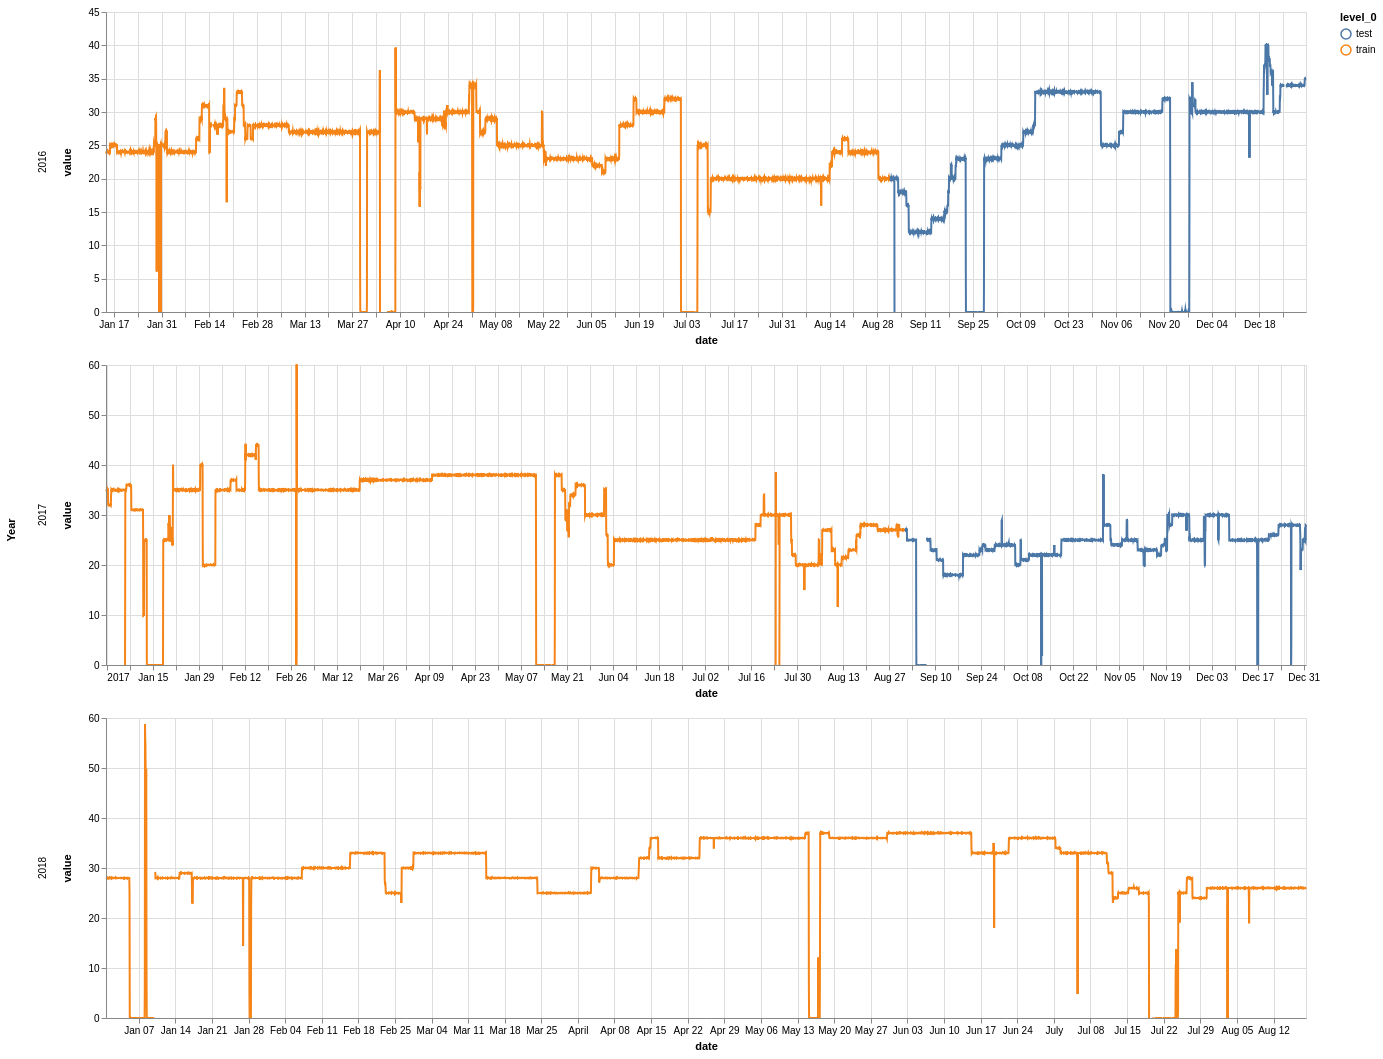 level_0
test
train
45
40
35
30
25
20
15
10
5
0
2016
value
Jan 17 Jan 31 Feb 14 Feb 28 Mar 13 Mar 27 Apr 10 Apr 24 May 08 May 22 Jun 05 Jun 19 Jul 03 Jul 17 Jul 31 Aug 14 Aug 28 Sep 11 Sep 25 Oct 09 Oct 23 Nov 06 Nov 20 Dec 04 Dec 18
date
60
50
40
30
20
10
0
Year
2017
value
2017 Jan 15 Jan 29 Feb 12 Feb 26 Mar 12 Mar 26 Apr 09 Apr 23 May 07 May 21 Jun 04 Jun 18 Jul 02 Jul 16 Jul 30 Aug 13 Aug 27 Sep 10 Sep 24 Oct 08 Oct 22 Nov 05 Nov 19 Dec 03 Dec 17 Dec 31
date
60
50
40
30
20
10
0
2018
value
Jan 07 Jan 14 Jan 21 Jan 28 Feb 04 Feb 11 Feb 18 Feb 25 Mar 04 Mar 11 Mar 18 Mar 25 April Apr 08 Apr 15 Apr 22 Apr 29 May 06 May 13 May 20 May 27 Jun 03 Jun 10 Jun 17 Jun 24 July Jul 08 Jul 15 Jul 22 Jul 29 Aug 05 Aug 12
date